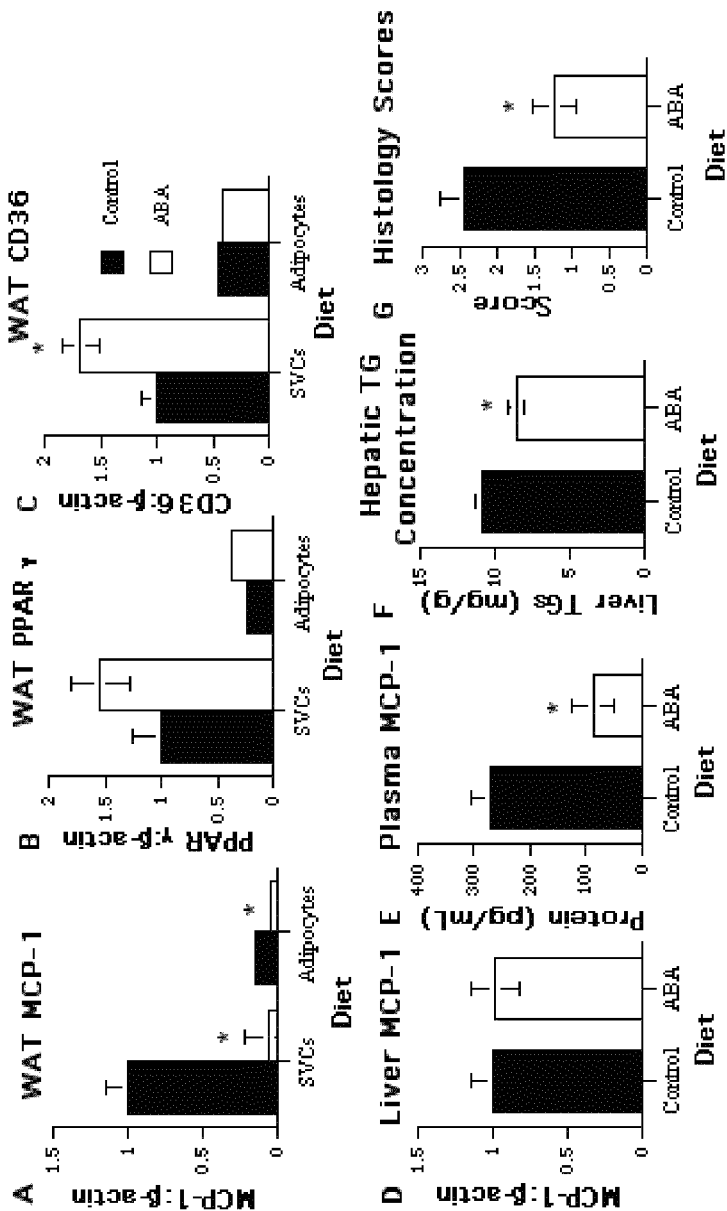 A WAT MCP-1
MCP-1:β-actin
1.5
1
0.5
0
*
*
SVCs Adipocytes
Diet
B WAT PPAR γ
PPAR γ:β-actin
2
1.5
1
0.5
0
SVCs Adipocytes
Diet
C WAT CD36
CD36:β-actin
2
1.5
1
0.5
0
*
Control
ABA
SVCs Adipocytes
Diet
D Liver MCP-1
MCP-1:β-actin
1.5
1
0.5
0
Control ABA
Diet
E Plasma MCP-1
Protein (pg/mL)
400
300
200
100
0
*
Control ABA
Diet
F Hepatic TG
Concentration
Liver TGs (mg/g)
15
10
5
0
*
Control ABA
Diet
G Histology Scores
Score
3
2.5
2
1.5
1
0.5
0
*
Control ABA
Diet